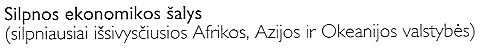 Silpnos ekonomikos šalys
(silpniausiai išsivysčiusios Afrikos, Azijos ir Okeanijos valstybės)